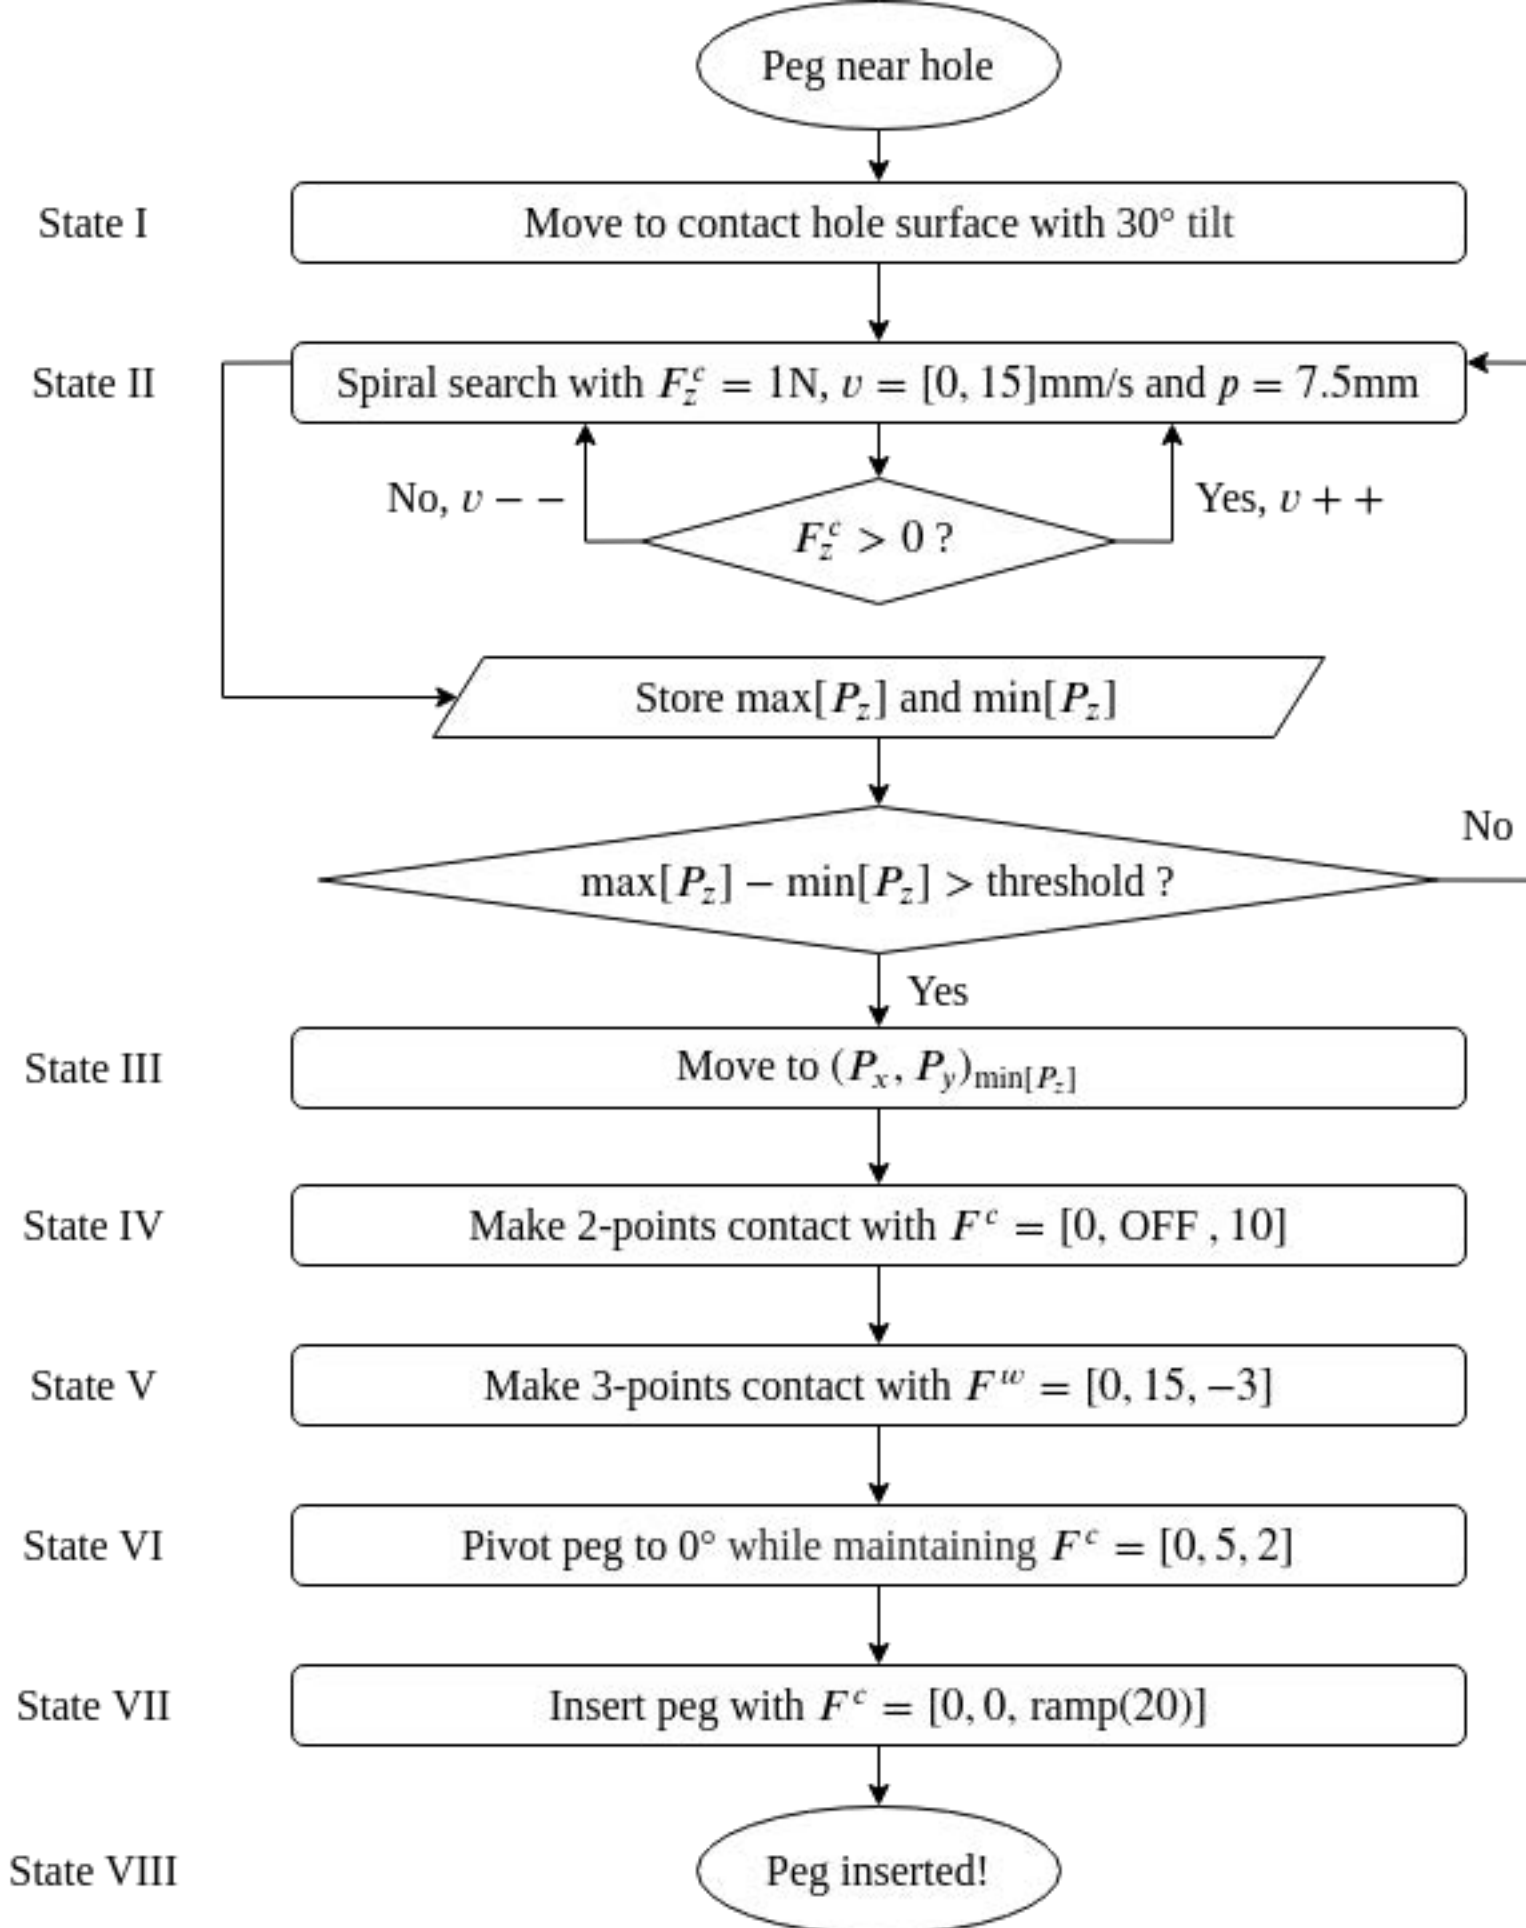 Peg near hole
State I
Move to contact hole surface with 30° tilt
State II
Spiral search with F_z^c = 1N, v = [0, 15]mm/s and p = 7.5mm
No, v − −
Yes, v + +
F_z^c > 0 ?
Store max[P_z] and min[P_z]
No
max[P_z] − min[P_z] > threshold ?
Yes
State III
Move to (P_x, P_y)_min[P_z]
State IV
Make 2-points contact with F^c = [0, OFF , 10]
State V
Make 3-points contact with F^w = [0, 15, −3]
State VI
Pivot peg to 0° while maintaining F^c = [0, 5, 2]
State VII
Insert peg with F^c = [0, 0, ramp(20)]
State VIII
Peg inserted!